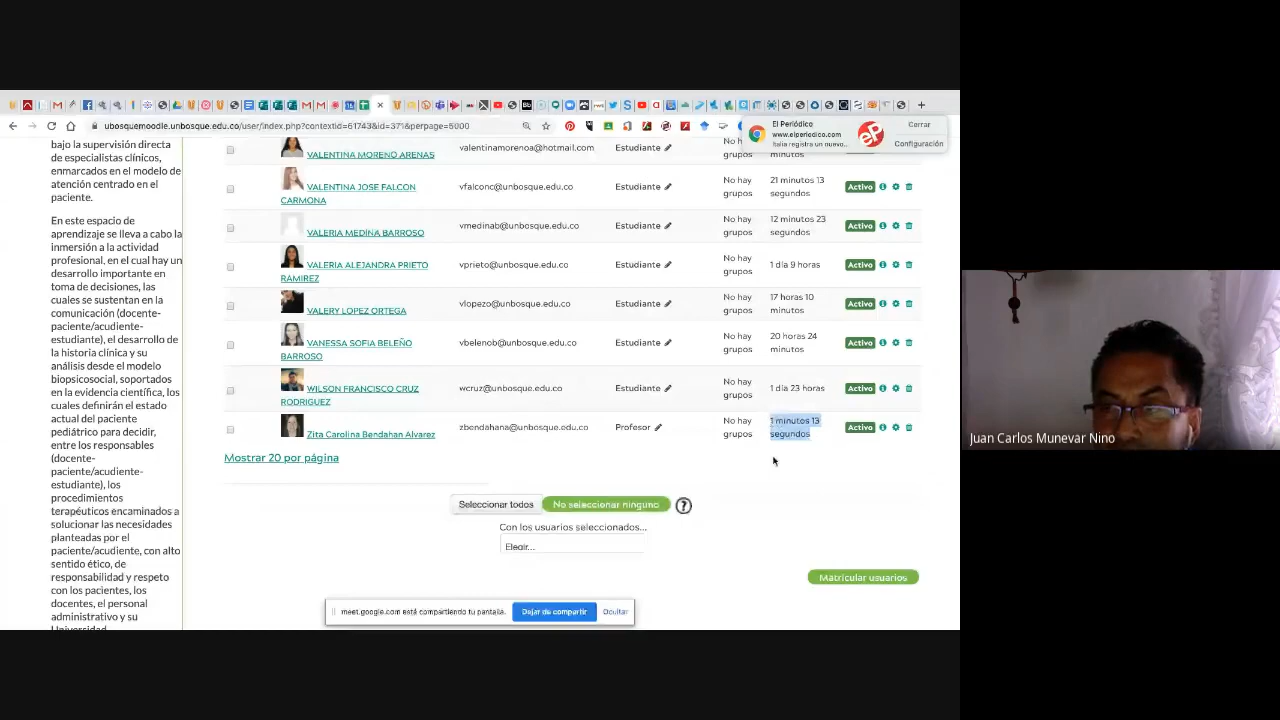 ubosquemoodle.unbosque.edu.co/user/index.php?contextid=61743&id=371&perpage=5000
El Periódico
www.elperiodico.com
Italia registra un nuevo...
Cerrar
Configuración
bajo la supervisión directa
de especialistas clínicos,
enmarcados en el modelo de
atención centrado en el
paciente.
En este espacio de
aprendizaje se lleva a cabo la
inmersión a la actividad
profesional, en el cual hay un
desarrollo importante en
toma de decisiones, las
cuales se sustentan en la
comunicación (docente-
paciente/acudiente-
estudiante), el desarrollo de
la historia clínica y su
análisis desde el modelo
biopsicosocial, soportados
en la evidencia científica, los
cuales definirán el estado
actual del paciente
pediátrico para decidir,
entre los responsables
(docente-
paciente/acudiente-
estudiante), los
procedimientos
terapéuticos encaminados a
solucionar las necesidades
planteadas por el
paciente/acudiente, con alto
sentido ético, de
responsabilidad y respeto
con los pacientes, los
docentes, el personal
administrativo y su
Universidad.
VALENTINA MORENO ARENAS valentinamorenoa@hotmail.com Estudiante No h
grupos minutos
VALENTINA JOSE FALCON vfalconc@unbosque.edu.co Estudiante No hay 21 minutos 13 Activo
CARMONA grupos segundos
VALERIA MEDINA BARROSO vmedinab@unbosque.edu.co Estudiante No hay 12 minutos 23 Activo
grupos segundos
VALERIA ALEJANDRA PRIETO vprieto@unbosque.edu.co Estudiante No hay 1 día 9 horas Activo
RAMIREZ grupos
VALERY LOPEZ ORTEGA vlopezo@unbosque.edu.co Estudiante No hay 17 horas 10 Activo
grupos minutos
VANESSA SOFIA BELEÑO vbelenob@unbosque.edu.co Estudiante No hay 20 horas 24 Activo
BARROSO grupos minutos
WILSON FRANCISCO CRUZ wcruz@unbosque.edu.co Estudiante No hay 1 día 23 horas Activo
RODRIGUEZ grupos
Zita Carolina Bendahan Alvarez zbendahana@unbosque.edu.co Profesor No hay 1 minutos 13 Activo
grupos segundos
Mostrar 20 por página
Seleccionar todos No seleccionar ninguno ?
Con los usuarios seleccionados...
Elegir...
Matricular usuarios
meet.google.com está compartiendo tu pantalla. Dejar de compartir Ocultar
Juan Carlos Munevar Nino